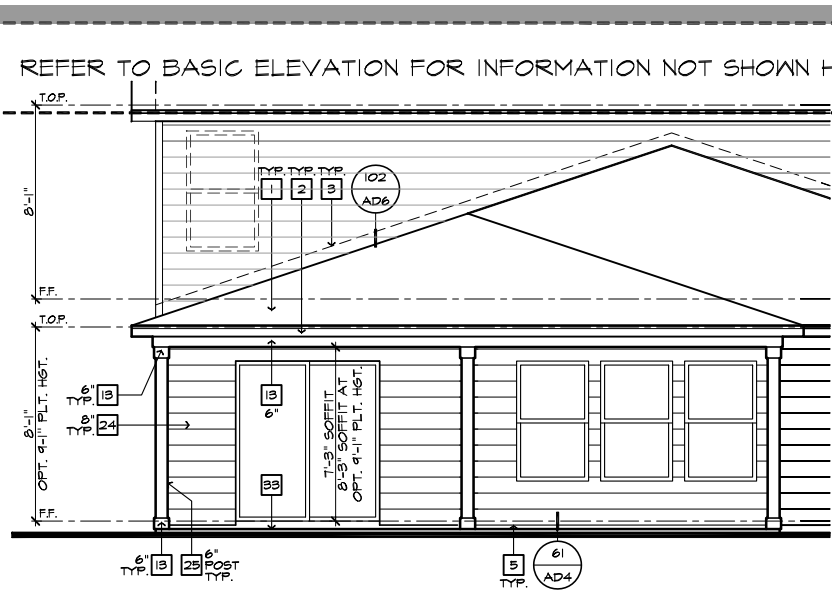 REFER TO BASIC ELEVATION FOR INFORMATION NOT SHOWN H
T.O.P.
8'-1"
TYP. TYP. TYP.
1 2 3
102
AD6
F.F.
T.O.P.
8'-1"
OPT. 9-1" PLT. HGT.
6"
TYP. 13
8"
TYP. 24
13
6"
7'-3" SOFFIT
8'-3" SOFFIT AT
OPT. 9'-1" PLT. HGT.
33
F.F.
6"
TYP. 13
25 6"
POST
TYP.
5
TYP.
61
AD4